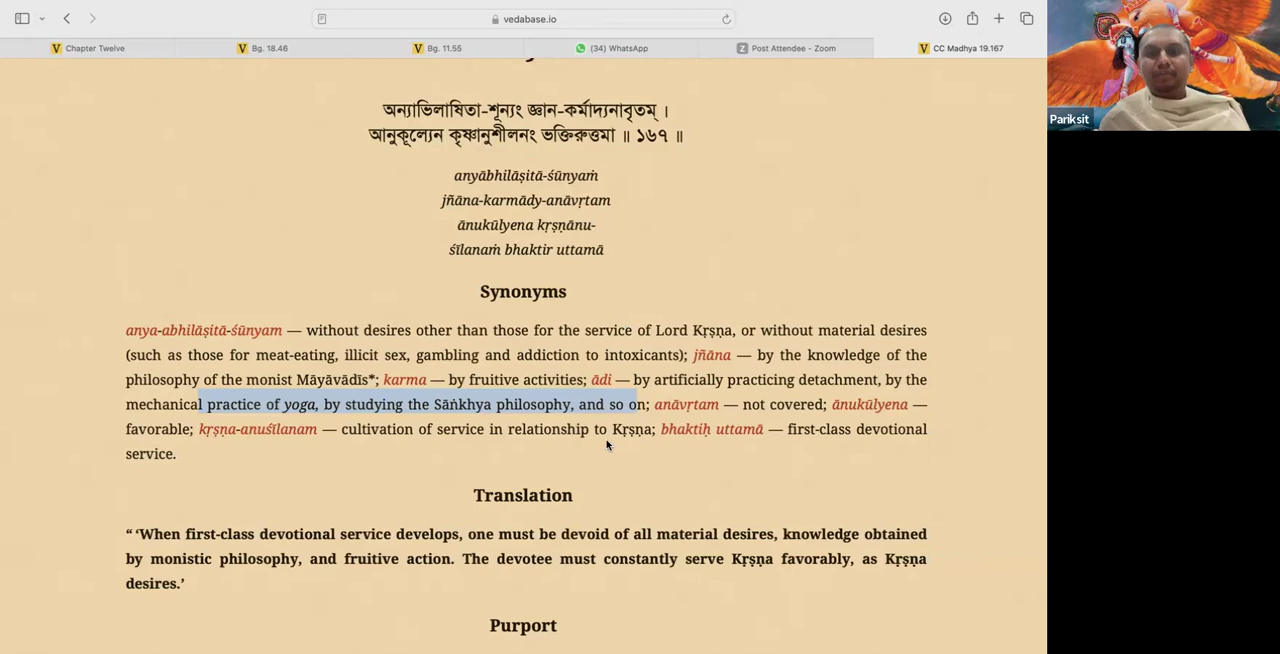 vedabase.io
Chapter Twelve
Bg. 18.46
Bg. 11.55
(34) WhatsApp
Post Attendee - Zoom
CC Madhya 19.167
অন্যাভিলাষিতা-শূন্যং জ্ঞান-কর্মাদ্যনাবৃতম্ ।
আনুকূল্যেন কৃষ্ণানুশীলনং ভক্তিরুত্তমা ॥ ১৬৭ ॥
anyābhilāṣitā-śūnyaṁ
jñāna-karmādy-anāvṛtam
ānukūlyena kṛṣṇānu-
śīlanaṁ bhaktir uttamā
Synonyms
anya-abhilāṣitā-śūnyam — without desires other than those for the service of Lord Kṛṣṇa, or without material desires
(such as those for meat-eating, illicit sex, gambling and addiction to intoxicants); jñāna — by the knowledge of the
philosophy of the monist Māyāvādīs*; karma — by fruitive activities; ādi — by artificially practicing detachment, by the
mechanical practice of yoga, by studying the Sāṅkhya philosophy, and so on; anāvṛtam — not covered; ānukūlyena —
favorable; kṛṣṇa-anuśīlanam — cultivation of service in relationship to Kṛṣṇa; bhaktiḥ uttamā — first-class devotional
service.
Translation
“ ‘When first-class devotional service develops, one must be devoid of all material desires, knowledge obtained
by monistic philosophy, and fruitive action. The devotee must constantly serve Kṛṣṇa favorably, as Kṛṣṇa
desires.’
Purport
Pariksit